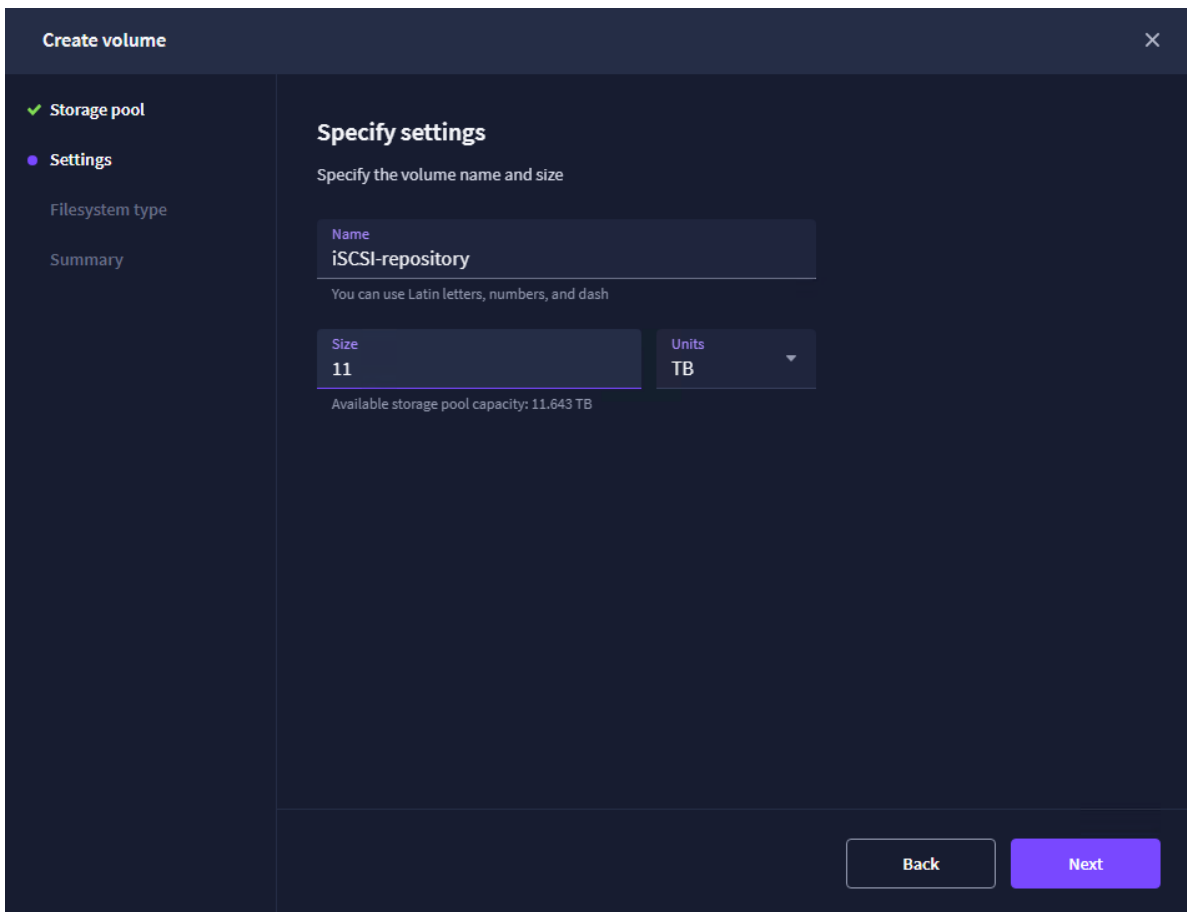 Create volume
Storage pool
Settings
Filesystem type
Summary
Specify settings
Specify the volume name and size
Name
iSCSI-repository
You can use Latin letters, numbers, and dash
Size
11
Units
TB
Available storage pool capacity: 11.643 TB
Back
Next